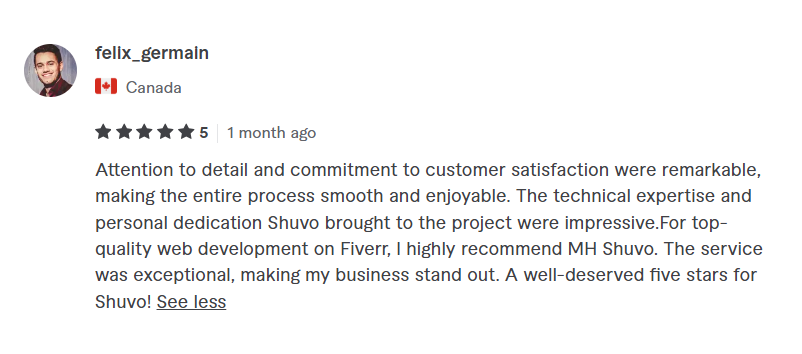 felix_germain
Canada
5 1 month ago
Attention to detail and commitment to customer satisfaction were remarkable,
making the entire process smooth and enjoyable. The technical expertise and
personal dedication Shuvo brought to the project were impressive.For top-
quality web development on Fiverr, I highly recommend MH Shuvo. The service
was exceptional, making my business stand out. A well-deserved five stars for
Shuvo! See less